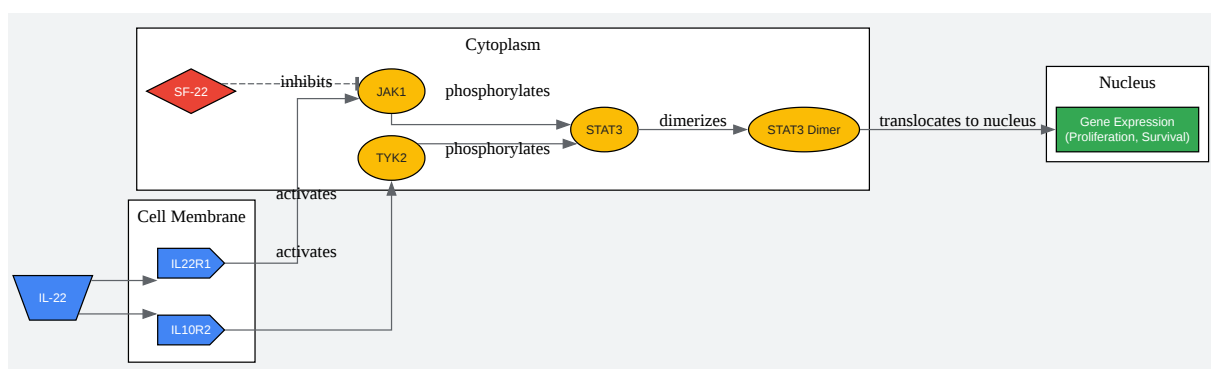 Cytoplasm
SF-22
inhibits
JAK1
phosphorylates
STAT3
dimerizes
STAT3 Dimer
translocates to nucleus
Nucleus
Gene Expression
(Proliferation, Survival)
TYK2
phosphorylates
activates
Cell Membrane
IL22R1
activates
IL-22
IL10R2